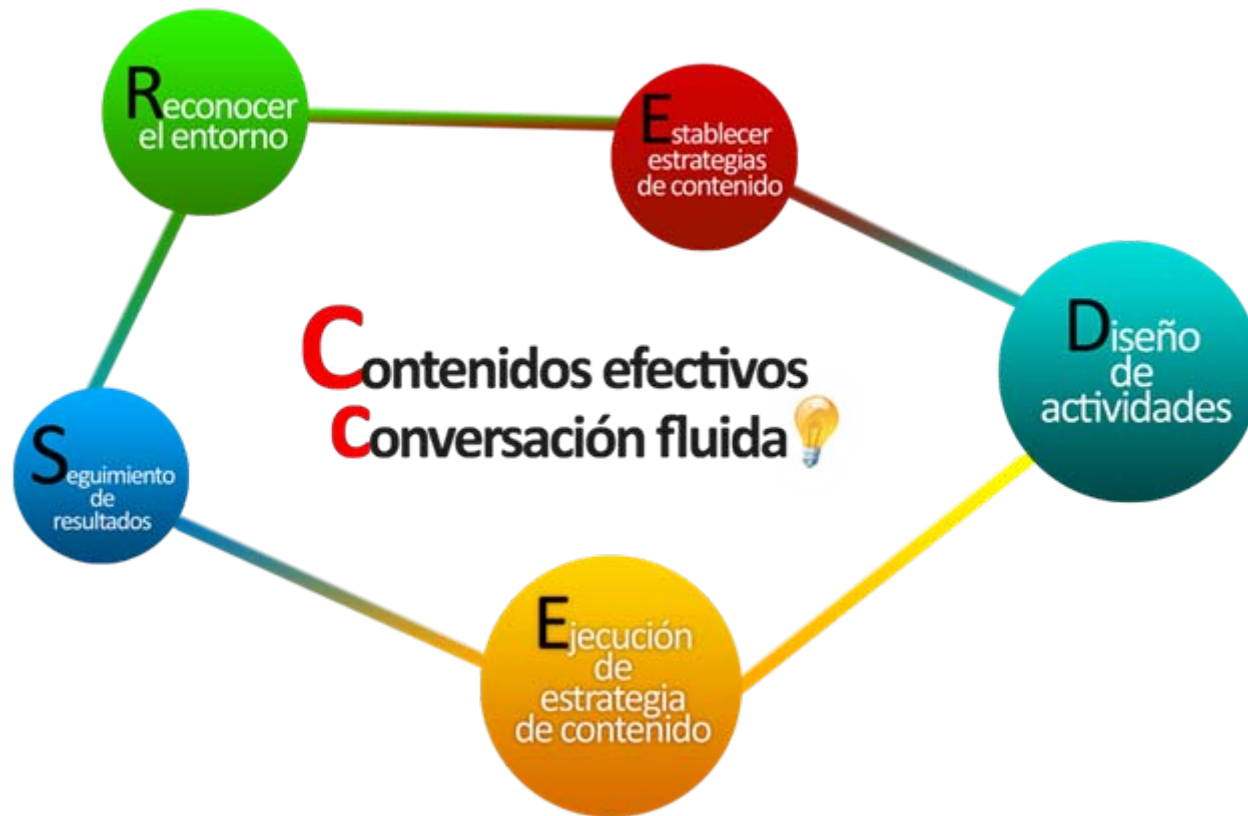 Reconocer
el entorno
Establecer
estrategias
de contenido
Diseño
de
actividades
Contenidos efectivos
Conversación fluida
Seguimiento
de
resultados
Ejecución
de
estrategia
de contenido